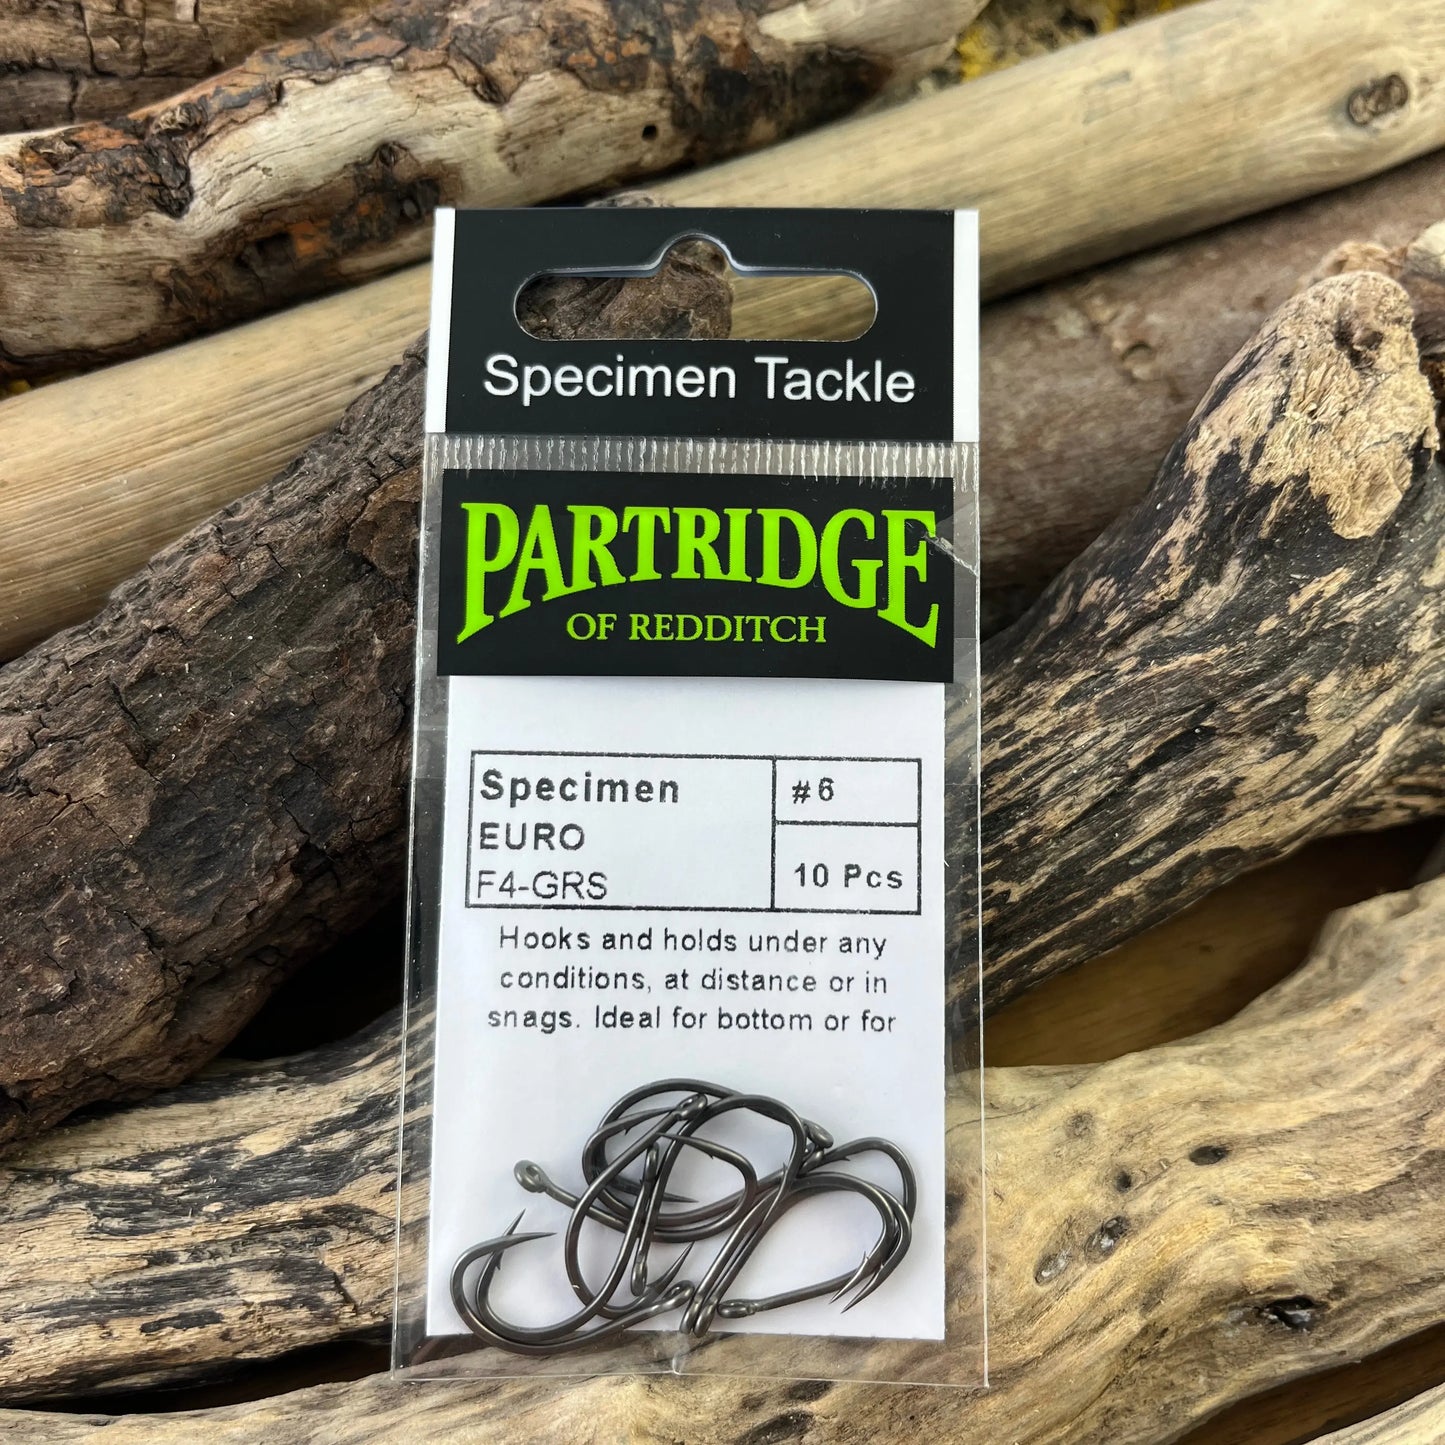 Specimen Tackle
PARTRIDGE
OF REDDITCH
Specimen
EURO
F4-GRS
#6
10 Pcs
Hooks and holds under any
conditions, at distance or in
snags. Ideal for bottom or for